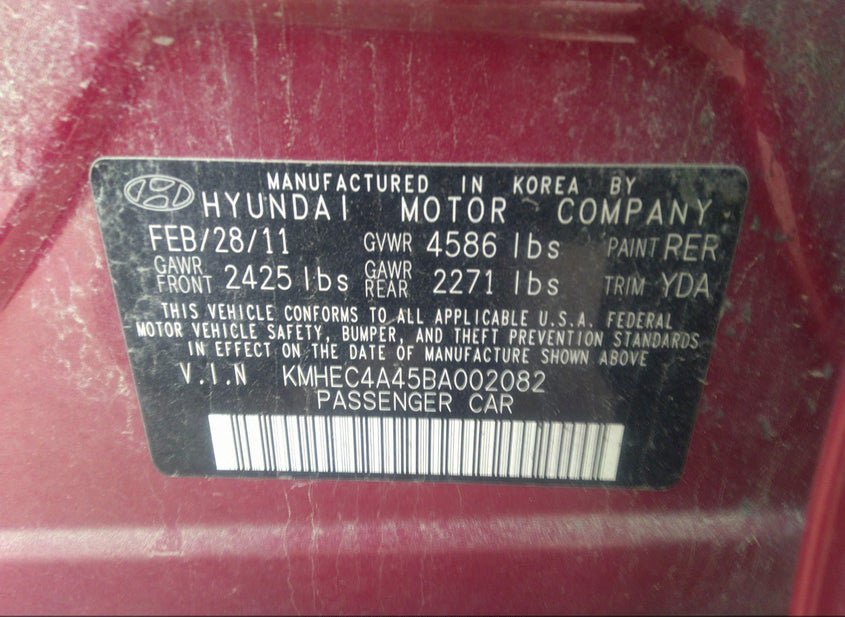 MANUFACTURED IN KOREA BY
HYUNDAI MOTOR COMPANY
FEB/28/11 GVWR 4586 lbs PAINT RER
GAWR FRONT 2425 lbs GAWR REAR 2271 lbs TRIM YDA
THIS VEHICLE CONFORMS TO ALL APPLICABLE U.S.A. FEDERAL
MOTOR VEHICLE SAFETY, BUMPER, AND THEFT PREVENTION STANDARDS
IN EFFECT ON THE DATE OF MANUFACTURE SHOWN ABOVE
V.I.N KMHEC4A45BA002082
PASSENGER CAR